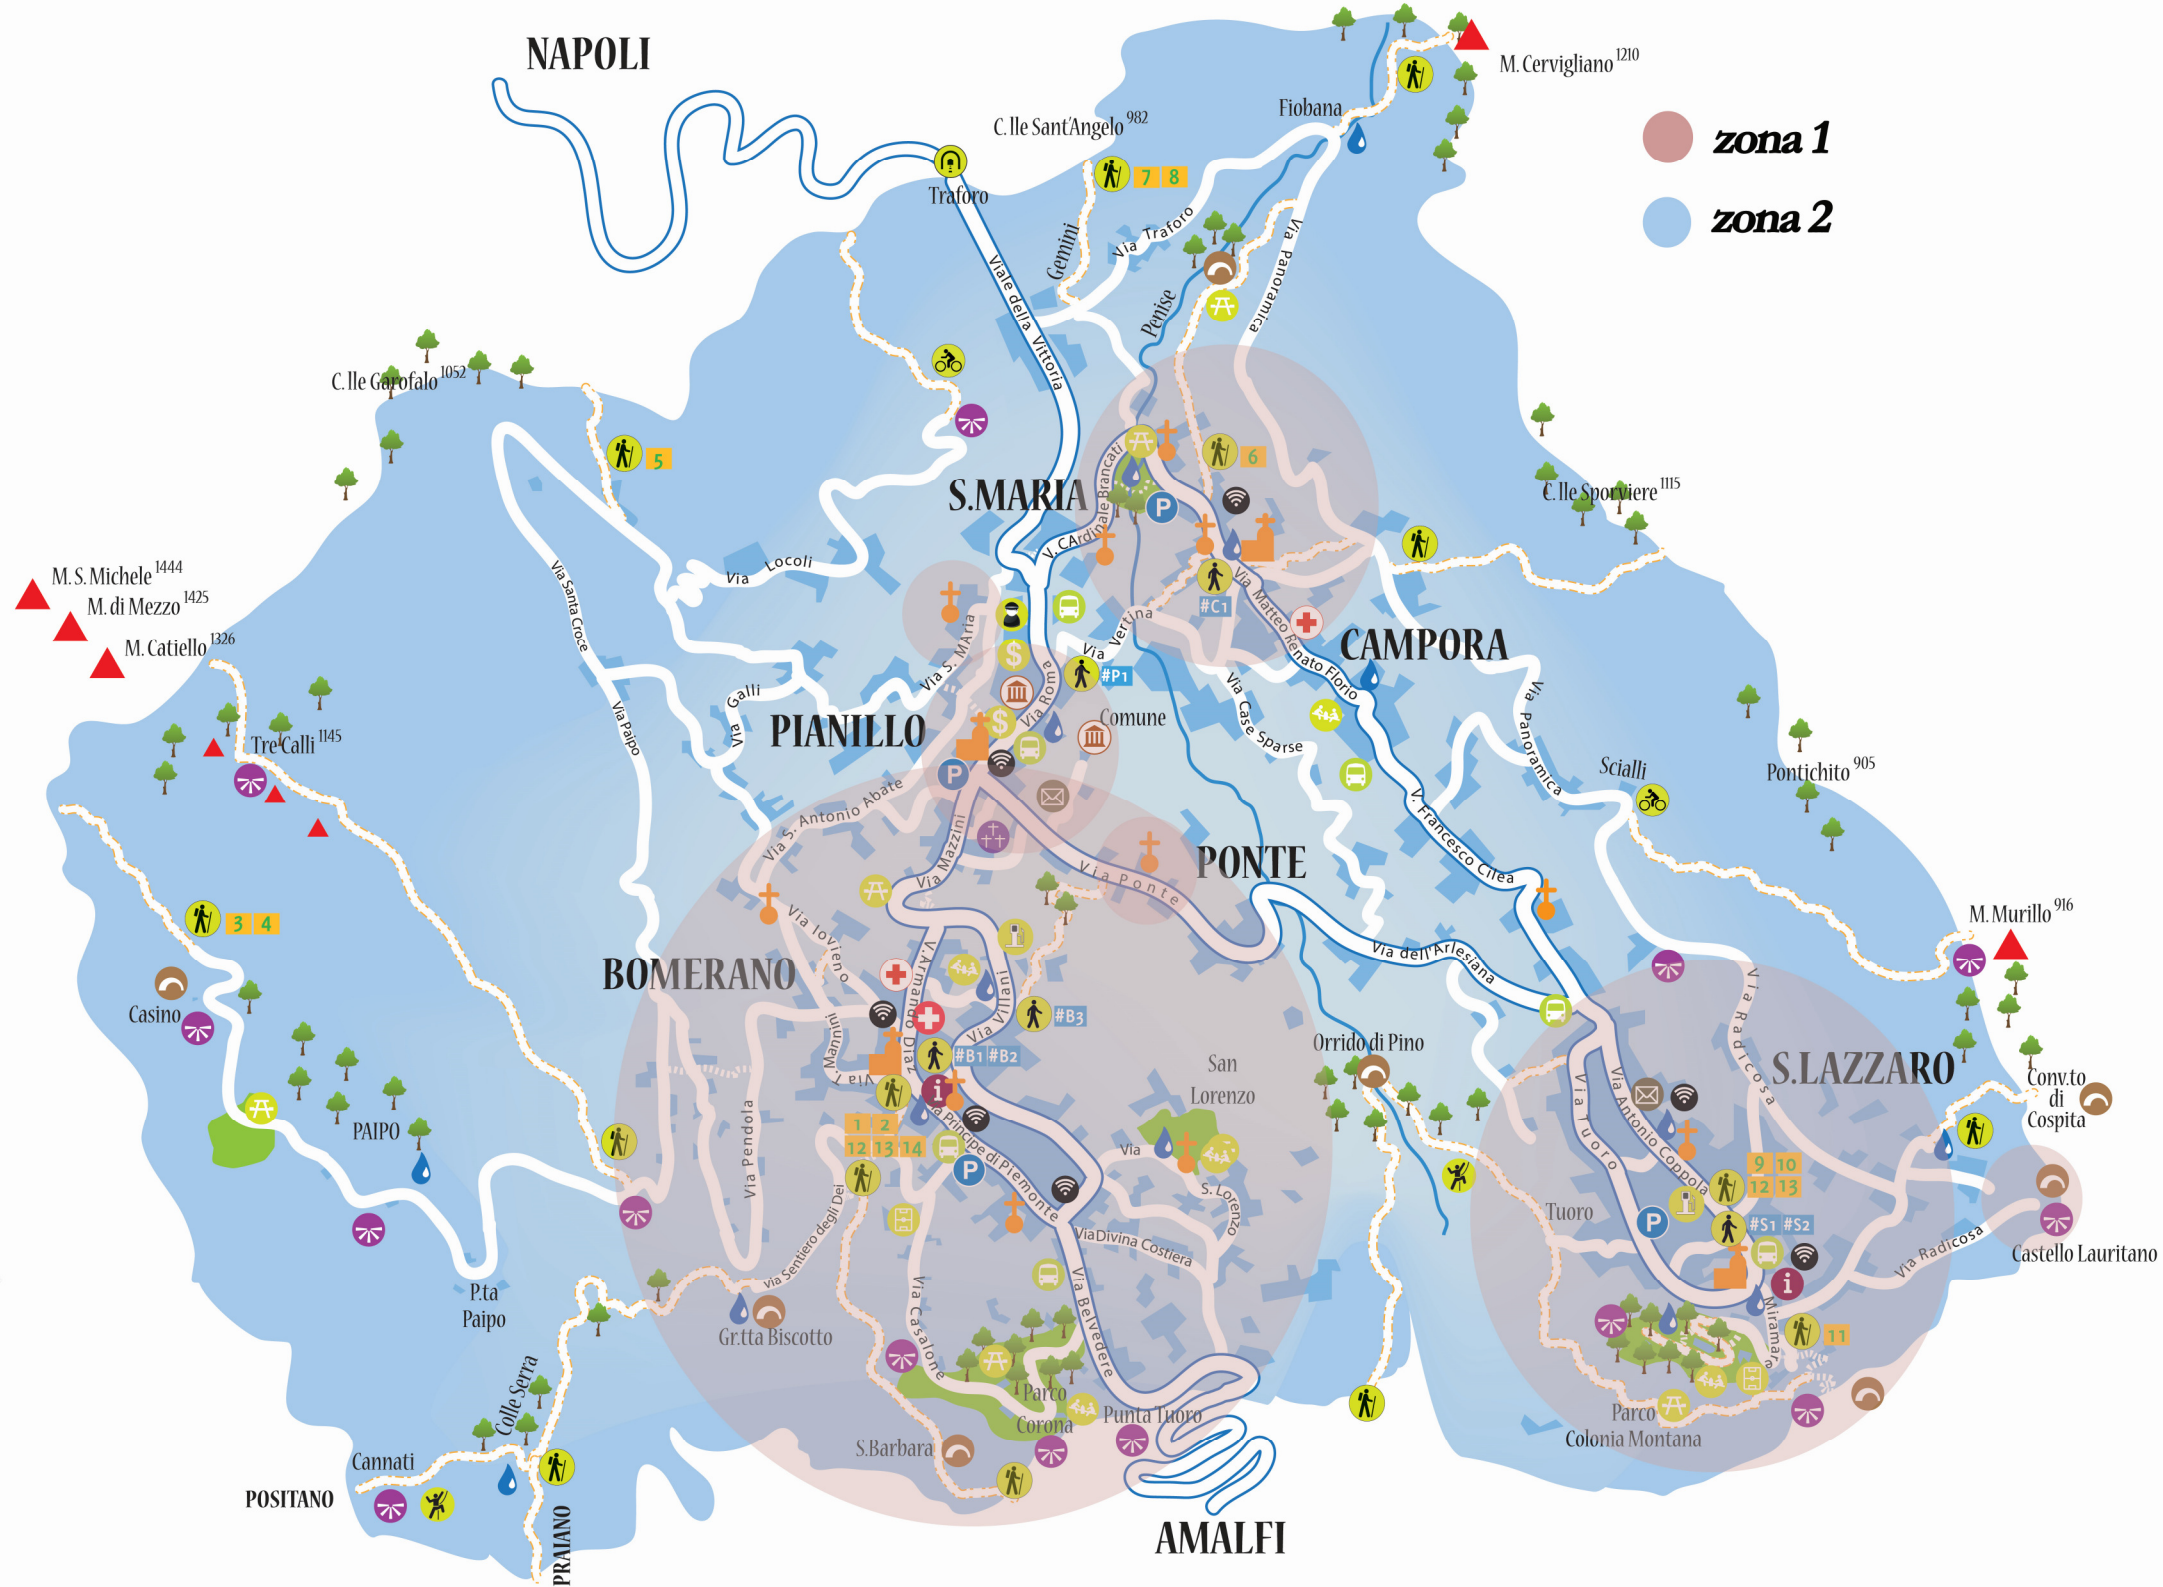 NAPOLI
M. Cervigliano 1210
Fiobana
C. lle Sant'Angelo 982
zona 1
zona 2
Traforo
7 8
Via Traforo
Gemini
Viale della Vittoria
Penise
Via Panoramica
C. lle Garofalo 1052
5
6
S.MARIA
V. CArdinale Brancati
P
C. lle Sporviere 1115
M. S. Michele 1444
M. di Mezzo 1425
M. Catiello 1326
Via Locoli
Via Santa Croce
#C1
Via Matteo Renato Florio
CAMPORA
Via Vertina
Via S. MAria
$
#P1
Via Roma
Via Galli
Via Paipo
PIANILLO
$
Comune
Via Case Sparse
Via Panoramica
Tre Calli 1145
P
Scialli
Pontichito 905
Via S. Antonio Abate
Via Mazzini
V. Francesco Cilea
PONTE
Via Ponte
3 4
M. Murillo 916
Via Iovieno
Via dell'Arlesiana
BOMERANO
V. Armando Diaz
Via Villani
Casino
#B3
Via T. Mannini
#B1 #B2
Orrido di Pino
Via Radicosa
S.LAZZARO
San
Lorenzo
i
Conv.to
di
Cospita
PAIPO
1 2
12 13 14
Via Principe di Piemonte
P
Via Pendola
Via
S. Lorenzo
Via Tuoro
Via Antonio Coppola
9 10
12 13
Tuoro
P
#S1 #S2
Via Sentiero degli Dei
Via Divina Costiera
Via Radicosa
Castello Lauritano
i
P.ta
Paipo
Gr.tta Biscotto
Via Casalone
Via Belvedere
Miramare
11
Colle Serra
Parco
Corona
Punta Tuoro
Parco
Colonia Montana
S.Barbara
Cannati
POSITANO
PRAIANO
AMALFI